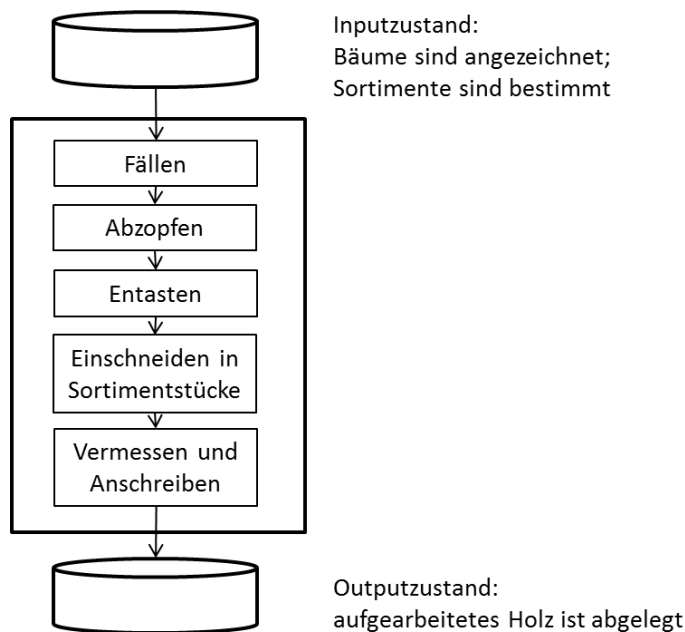 Inputzustand:
Bäume sind angezeichnet;
Sortimente sind bestimmt
Fällen
Abzopfen
Entasten
Einschneiden in
Sortimentstücke
Vermessen und
Anschreiben
Outputzustand:
aufgearbeitetes Holz ist abgelegt